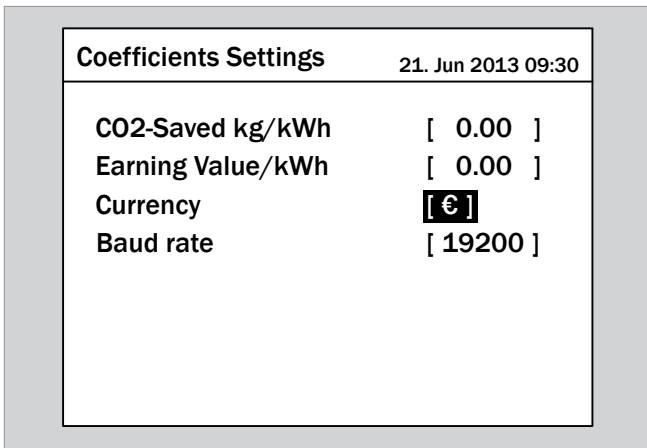 Coefficients Settings 21. Jun 2013 09:30
CO2-Saved kg/kWh [ 0.00 ]
Earning Value/kWh [ 0.00 ]
Currency [ € ]
Baud rate [ 19200 ]